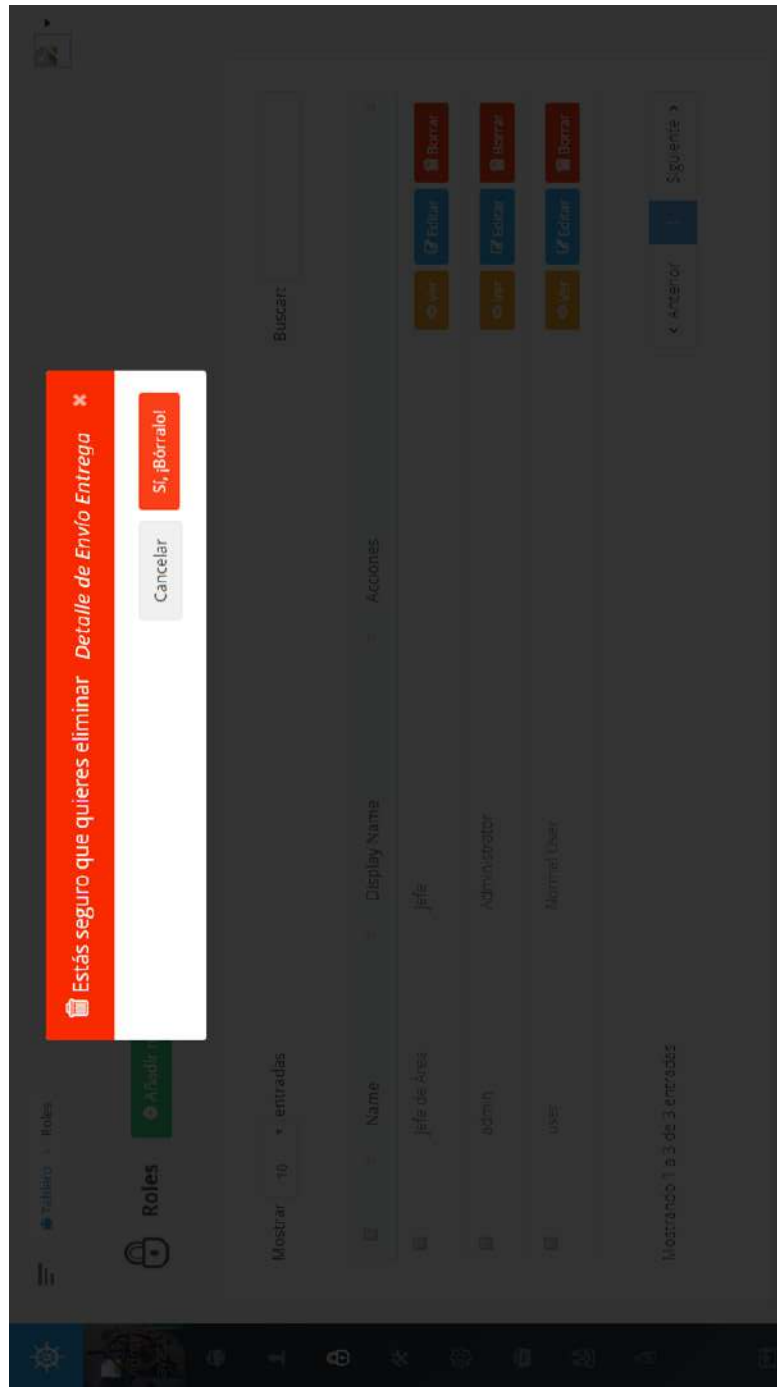 Tablero > Roles
Roles
Añadir
Estás seguro que quieres eliminar Detalle de Envío Entrega
Cancelar
Sí, ¡Bórralo!
Mostrar 10 entradas
Buscar:
Name Display Name Acciones
Jefe de Área Jefe Ver Editar Borrar
admin Administrator Ver Editar Borrar
user Normal User Ver Editar Borrar
Mostrando 1 a 3 de 3 entradas
< Anterior 1 Siguiente >